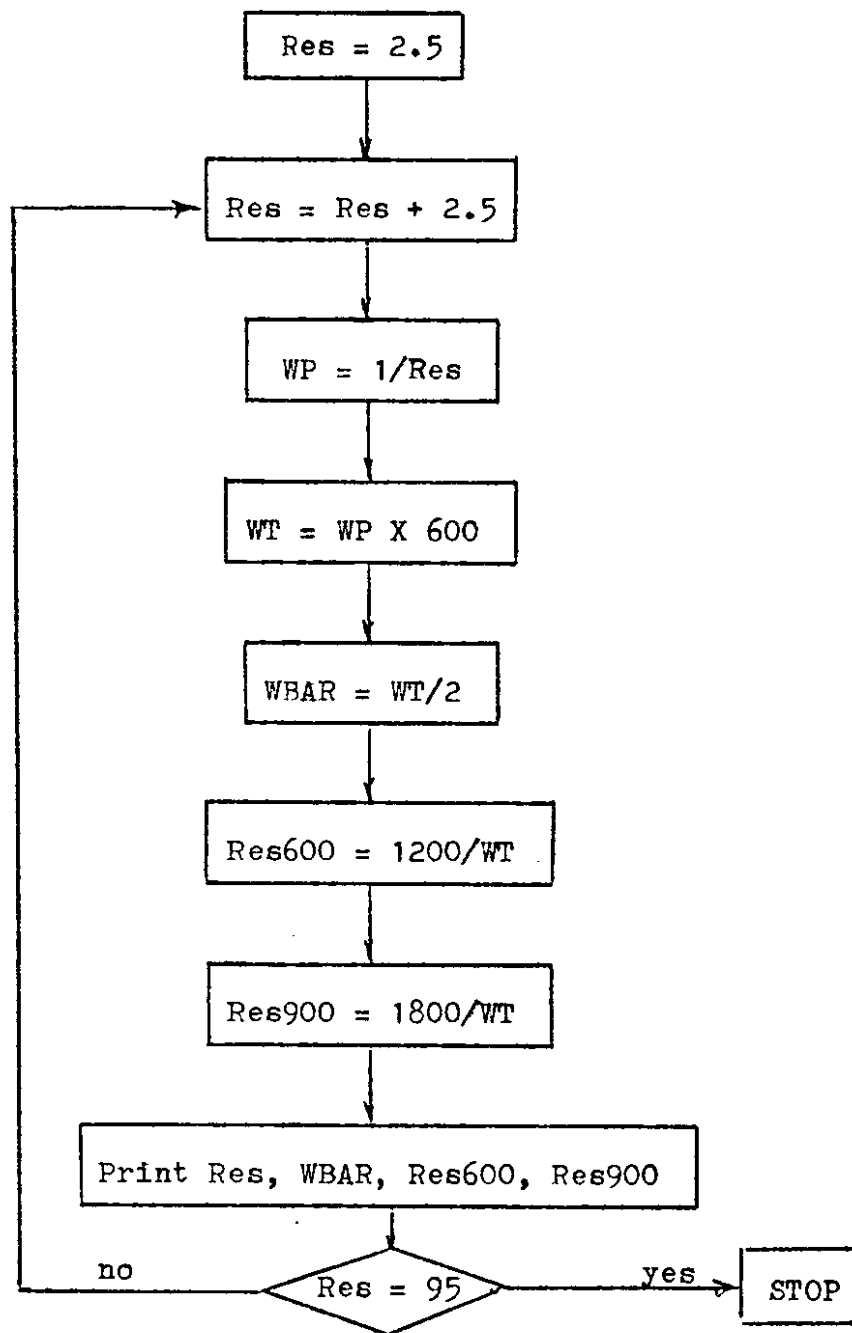 Res = 2.5
Res = Res + 2.5
WP = 1/Res
WT = WP X 600
WBAR = WT/2
Res600 = 1200/WT
Res900 = 1800/WT
Print Res, WBAR, Res600, Res900
no
Res = 95
yes
STOP